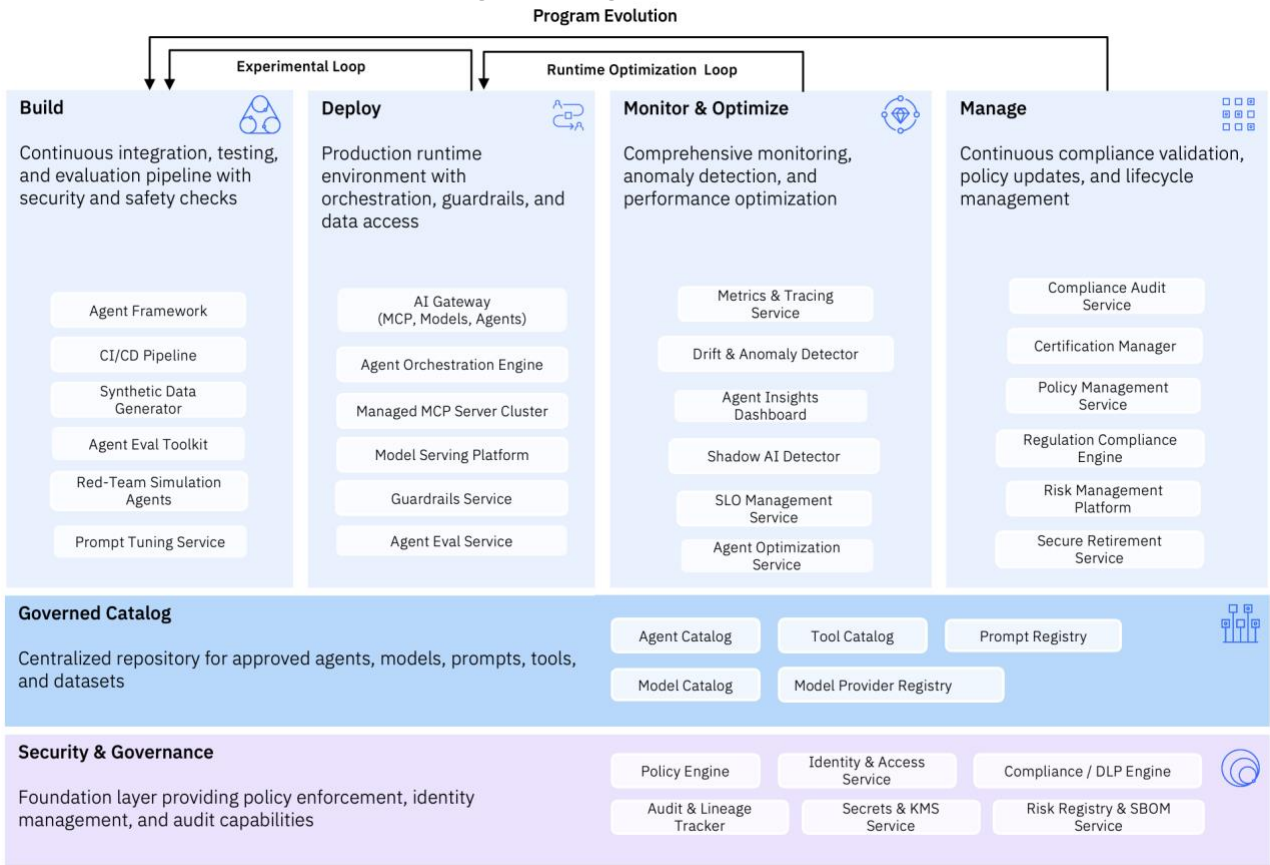 Program Evolution
Experimental Loop
Runtime Optimization Loop
Build
Continuous integration, testing,
and evaluation pipeline with
security and safety checks
Agent Framework
CI/CD Pipeline
Synthetic Data
Generator
Agent Eval Toolkit
Red-Team Simulation
Agents
Prompt Tuning Service
Deploy
Production runtime
environment with
orchestration, guardrails, and
data access
AI Gateway
(MCP, Models, Agents)
Agent Orchestration Engine
Managed MCP Server Cluster
Model Serving Platform
Guardrails Service
Agent Eval Service
Monitor & Optimize
Comprehensive monitoring,
anomaly detection, and
performance optimization
Metrics & Tracing
Service
Drift & Anomaly Detector
Agent Insights
Dashboard
Shadow AI Detector
SLO Management
Service
Agent Optimization
Service
Manage
Continuous compliance validation,
policy updates, and lifecycle
management
Compliance Audit
Service
Certification Manager
Policy Management
Service
Regulation Compliance
Engine
Risk Management
Platform
Secure Retirement
Service
Governed Catalog
Centralized repository for approved agents, models, prompts, tools,
and datasets
Agent Catalog
Tool Catalog
Prompt Registry
Model Catalog
Model Provider Registry
Security & Governance
Foundation layer providing policy enforcement, identity
management, and audit capabilities
Policy Engine
Identity & Access
Service
Compliance / DLP Engine
Audit & Lineage
Tracker
Secrets & KMS
Service
Risk Registry & SBOM
Service